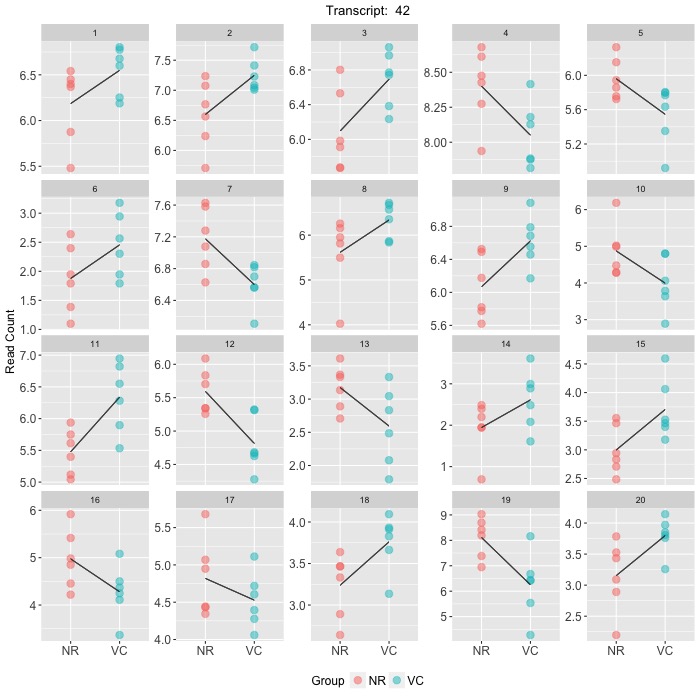 Transcript: 42
1 2 3 4 5
6.5 6.0 5.5
7.5 7.0 6.5 6.0
6.8 6.4 6.0
8.50 8.25 8.00
6.0 5.6 5.2
6 7 8 9 10
3.0 2.5 2.0 1.5 1.0
7.6 7.2 6.8 6.4
6 5 4
6.8 6.4 6.0 5.6
6 5 4 3
Read Count
11 12 13 14 15
7.0 6.5 6.0 5.5 5.0
6.0 5.5 5.0 4.5
3.5 3.0 2.5 2.0
3 2 1
4.5 4.0 3.5 3.0 2.5
16 17 18 19 20
6 5 4
5.5 5.0 4.5 4.0
4.0 3.5 3.0
9 8 7 6 5
4.0 3.5 3.0 2.5
NR VC NR VC NR VC NR VC NR VC
Group NR VC